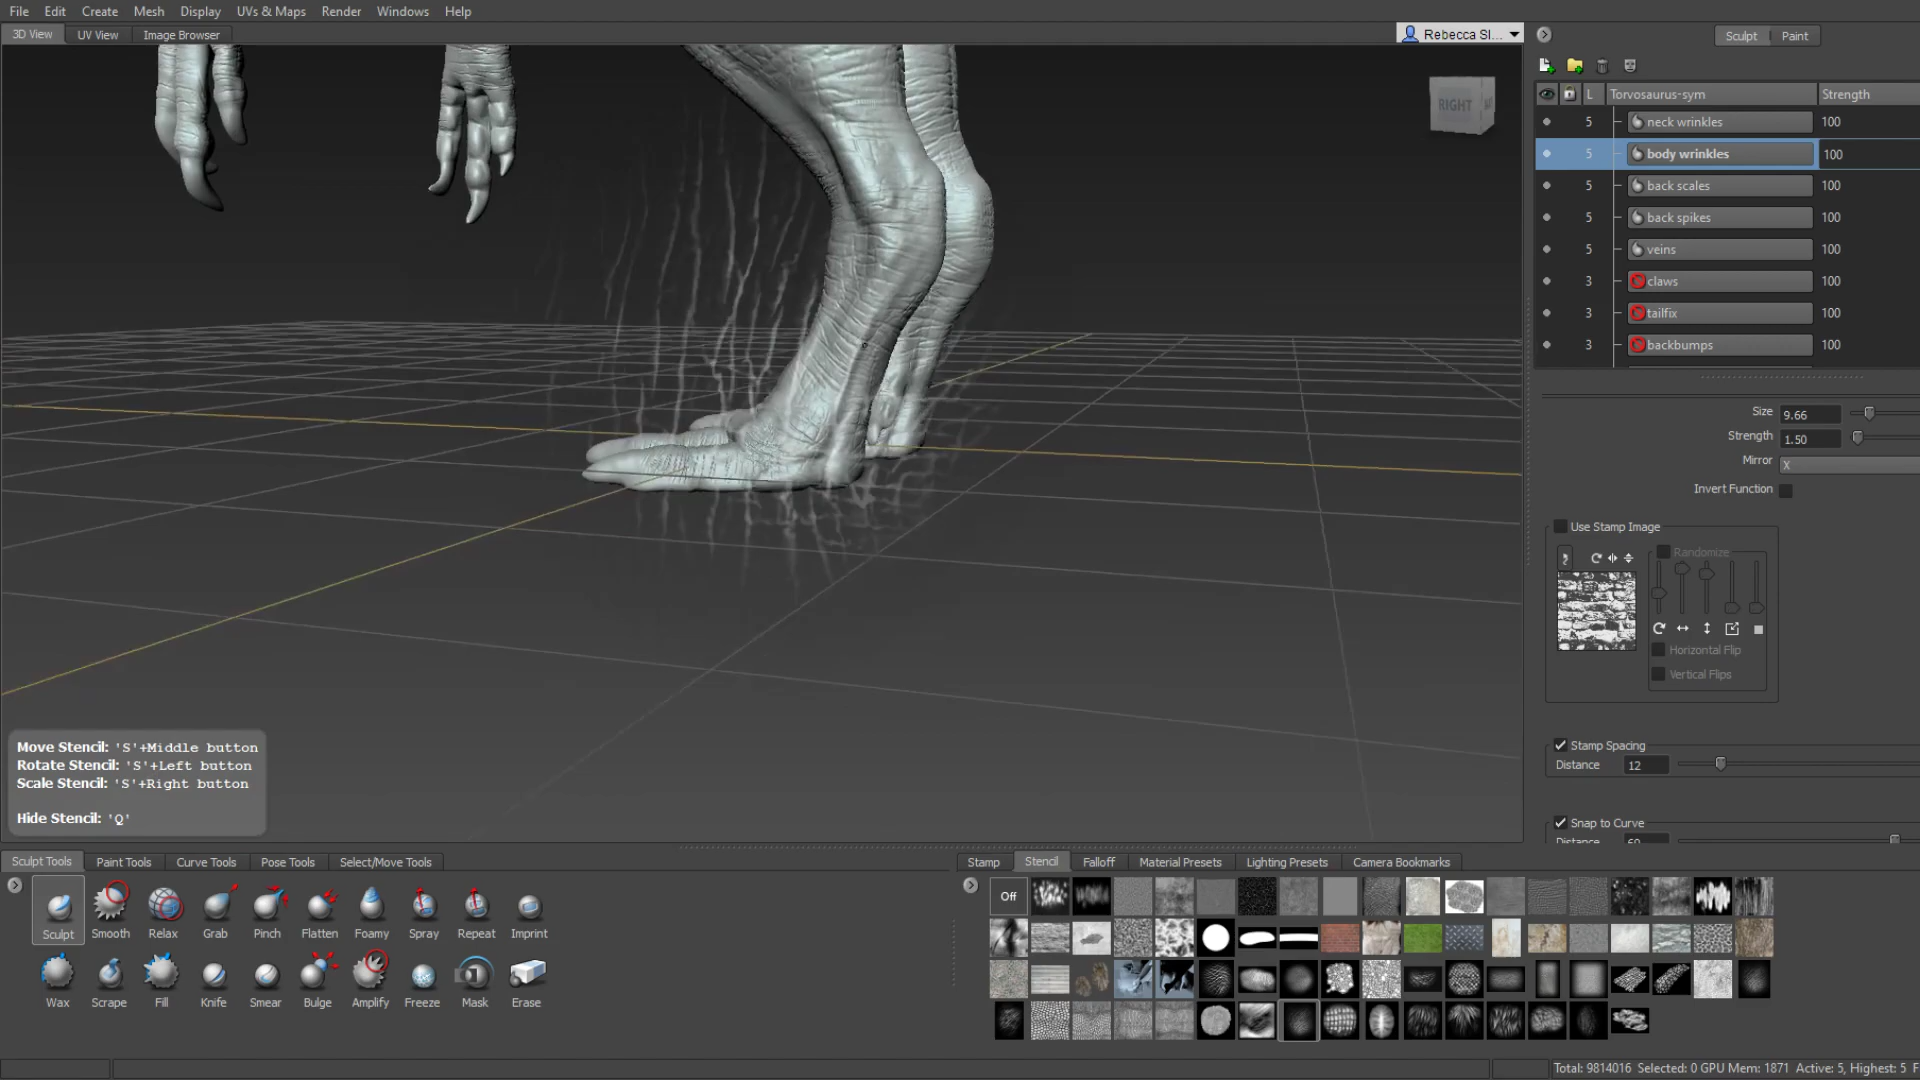 File Edit Create Mesh Display UVs & Maps Render Windows Help
3D View UV View Image Browser
Rebecca Sl...
Sculpt Paint
RIGHT
L Torvosaurus-sym Strength
5 neck wrinkles 100
5 body wrinkles 100
5 back scales 100
5 back spikes 100
5 veins 100
3 claws 100
3 tailfix 100
3 backbumps 100
Size 9.66
Strength 1.50
Mirror X
Invert Function
Use Stamp Image
Randomize
Horizontal Flip
Vertical Flips
Stamp Spacing
Distance 12
Snap to Curve
Distance 60
Move Stencil: 'S'+Middle button
Rotate Stencil: 'S'+Left button
Scale Stencil: 'S'+Right button
Hide Stencil: 'Q'
Sculpt Tools Paint Tools Curve Tools Pose Tools Select/Move Tools
Sculpt Smooth Relax Grab Pinch Flatten Foamy Spray Repeat Imprint
Wax Scrape Fill Knife Smear Bulge Amplify Freeze Mask Erase
Stamp Stencil Falloff Material Presets Lighting Presets Camera Bookmarks
Off
Total: 9814016 Selected: 0 GPU Mem: 1871 Active: 5, Highest: 5 F